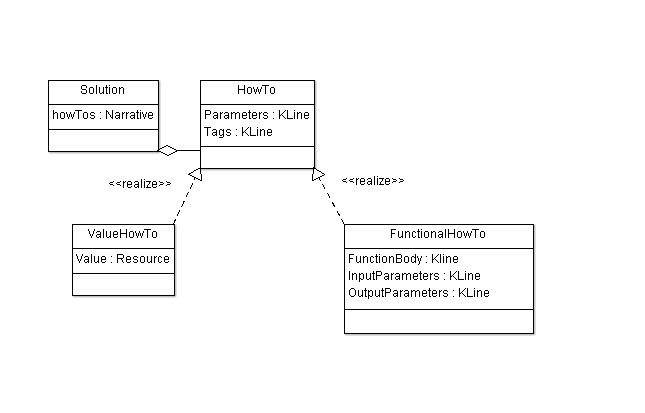 Solution
howTos : Narrative
HowTo
Parameters : KLine
Tags : KLine
<<realize>>
<<realize>>
ValueHowTo
Value : Resource
FunctionalHowTo
FunctionBody : Kline
InputParameters : KLine
OutputParameters : KLine